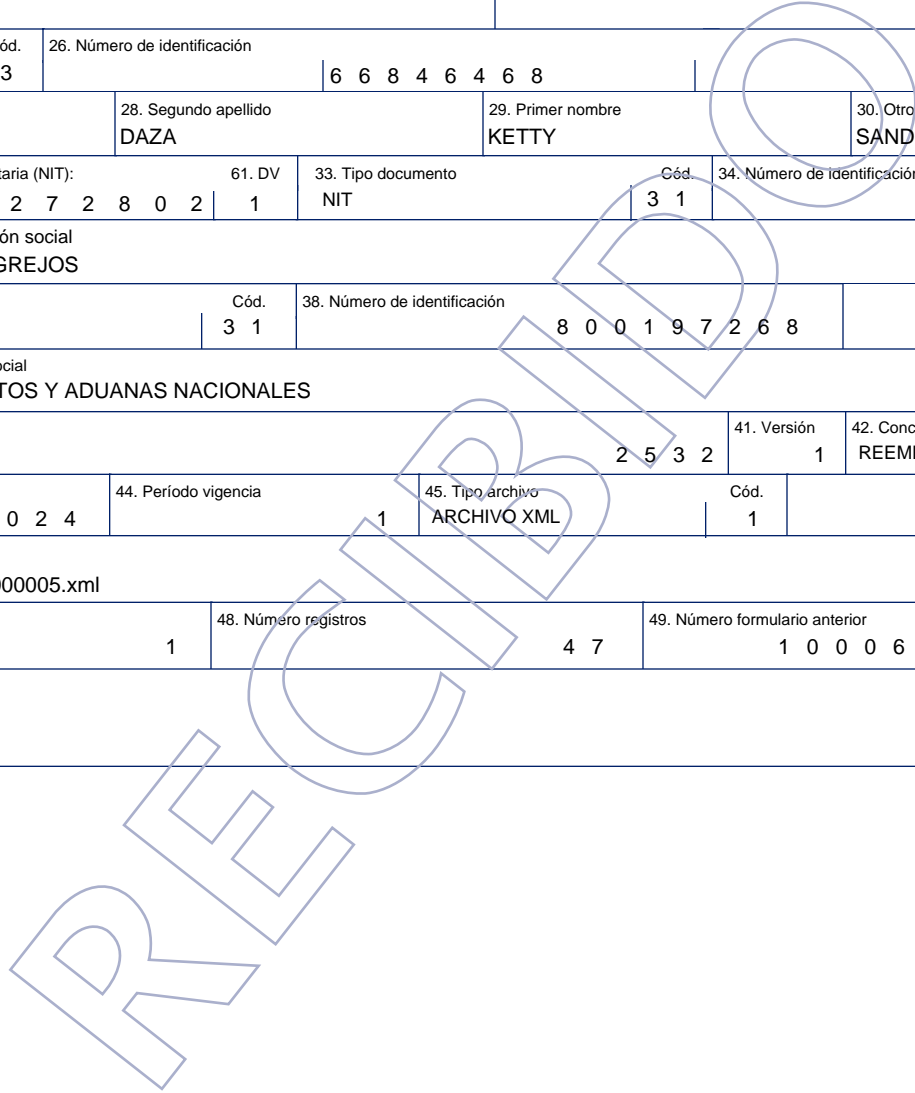 ód. 26. Número de identificación
3 6 6 8 4 6 4 6 8
28. Segundo apellido 29. Primer nombre 30. Otro
DAZA KETTY SAND
taria (NIT): 61. DV 33. Tipo documento Cód. 34. Número de identificación
2 7 2 8 0 2 1 NIT 3 1
ón social
GREJOS
Cód. 38. Número de identificación
3 1 8 0 0 1 9 7 2 6 8
ocial
TOS Y ADUANAS NACIONALES
41. Versión 42. Conc
2 5 3 2 1 REEM
44. Período vigencia 45. Tipo archivo Cód.
0 2 4 1 ARCHIVO XML 1
000005.xml
48. Número registros 49. Número formulario anterior
1 4 7 1 0 0 0 6
RECIBIDO